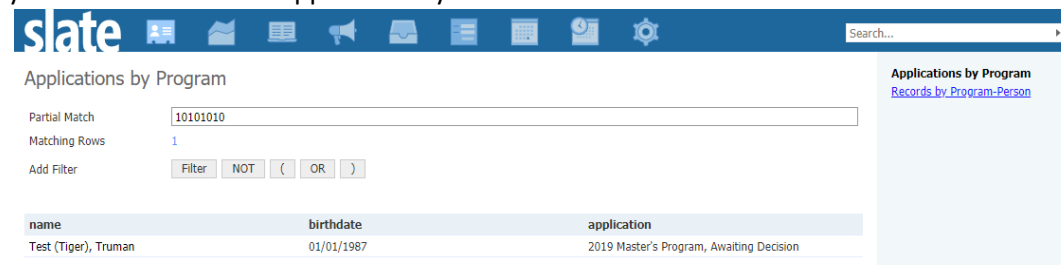 slate
Search...
Applications by Program
Partial Match 10101010
Matching Rows 1
Add Filter Filter NOT ( OR )
name birthdate application
Test (Tiger), Truman 01/01/1987 2019 Master's Program, Awaiting Decision
Applications by Program
Records by Program-Person